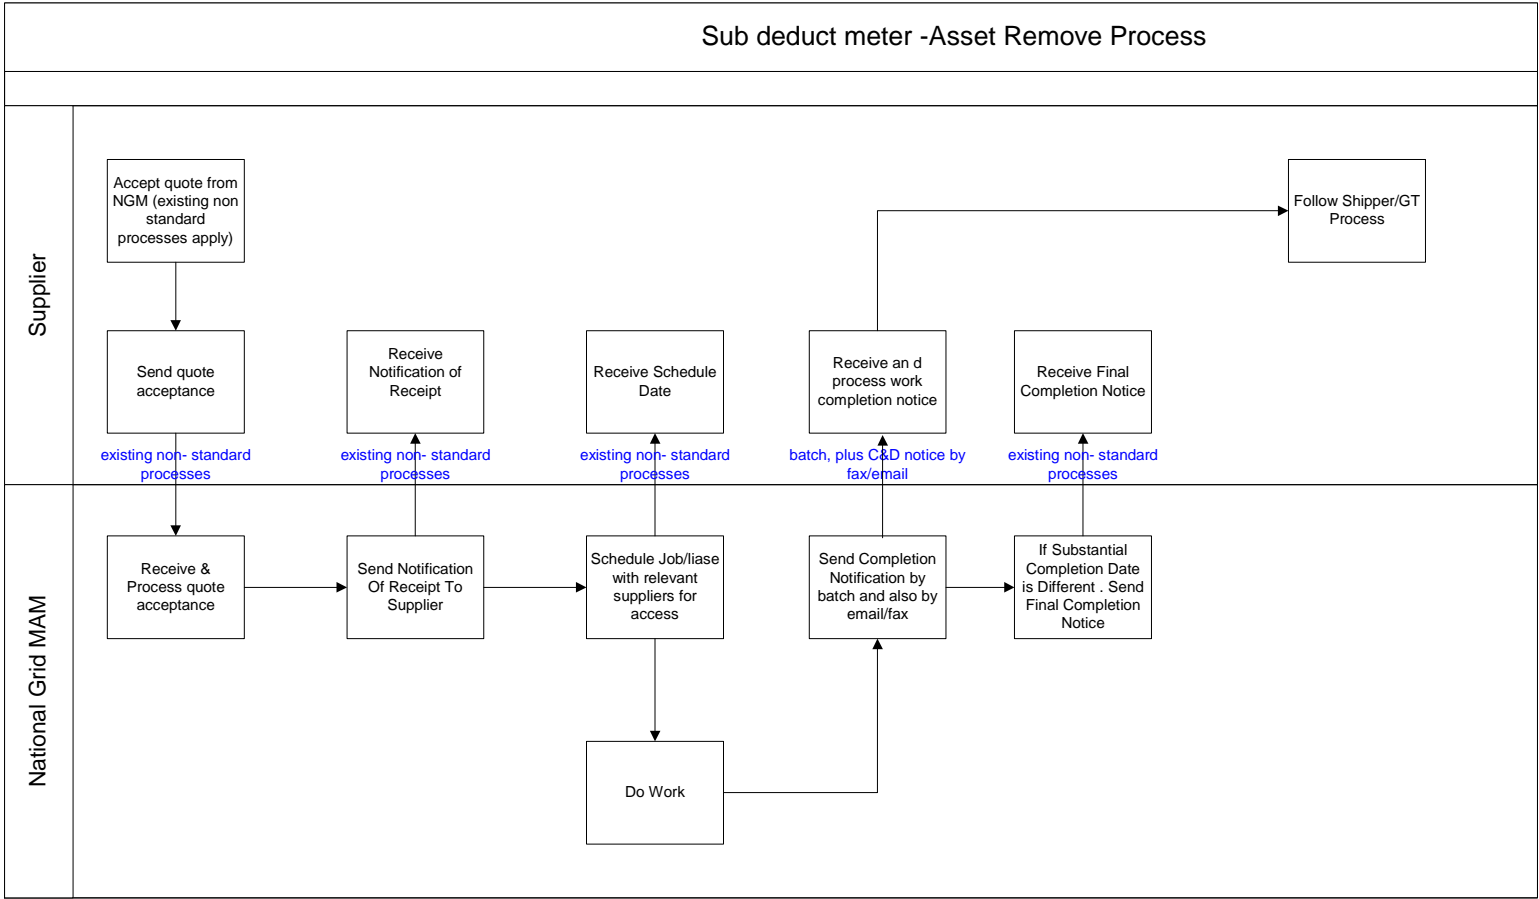 Sub deduct meter -Asset Remove Process
Supplier
Accept quote from
NGM (existing non
standard
processes apply)
Follow Shipper/GT
Process
Send quote
acceptance
Receive
Notification of
Receipt
Receive Schedule
Date
Receive an d
process work
completion notice
Receive Final
Completion Notice
existing non- standard
processes
existing non- standard
processes
existing non- standard
processes
batch, plus C&D notice by
fax/email
existing non- standard
processes
National Grid MAM
Receive &
Process quote
acceptance
Send Notification
Of Receipt To
Supplier
Schedule Job/liase
with relevant
suppliers for
access
Send Completion
Notification by
batch and also by
email/fax
If Substantial
Completion Date
is Different . Send
Final Completion
Notice
Do Work